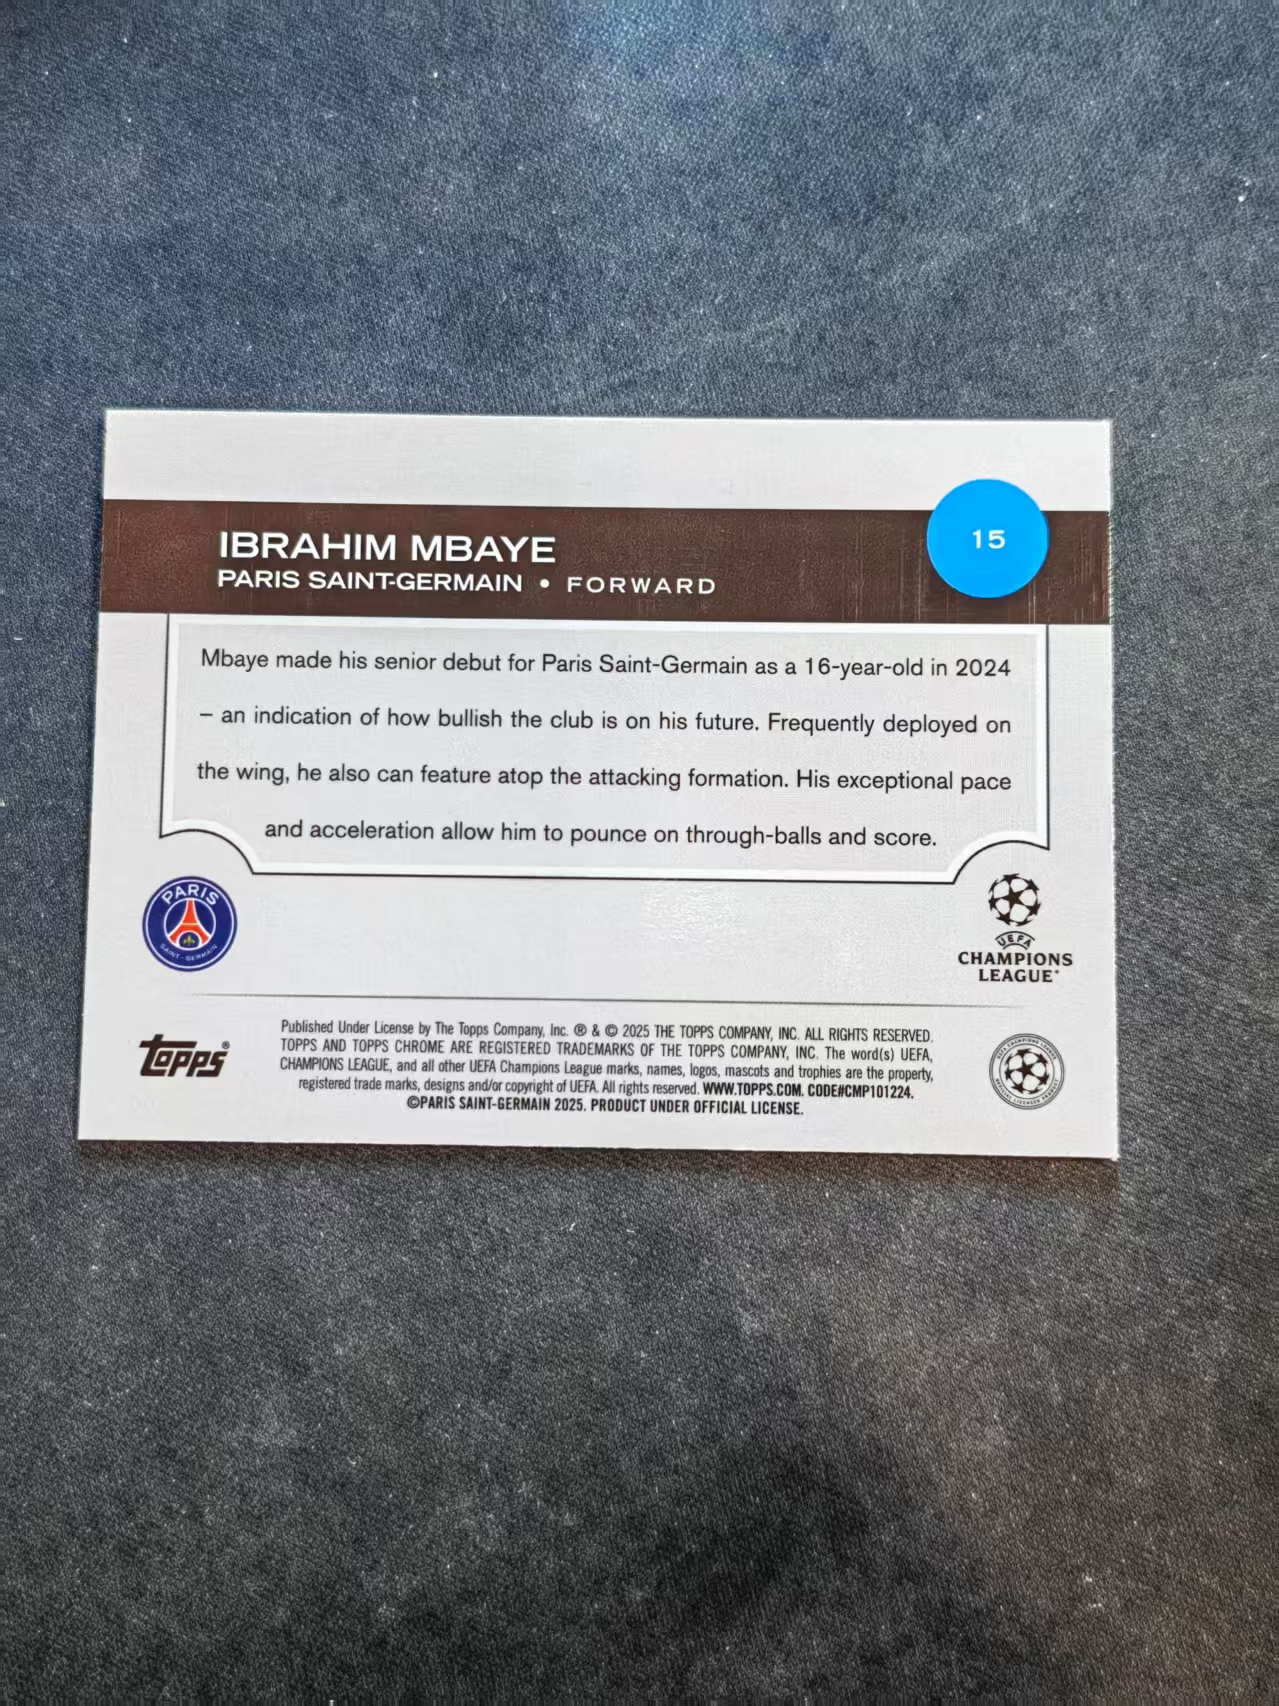 IBRAHIM MBAYE
PARIS SAINT-GERMAIN • FORWARD
15
Mbaye made his senior debut for Paris Saint-Germain as a 16-year-old in 2024
– an indication of how bullish the club is on his future. Frequently deployed on
the wing, he also can feature atop the attacking formation. His exceptional pace
and acceleration allow him to pounce on through-balls and score.
PARIS
SAINT-GERMAIN
UEFA
CHAMPIONS
LEAGUE
Topps®
Published Under License by The Topps Company, Inc. ® & © 2025 THE TOPPS COMPANY, INC. ALL RIGHTS RESERVED.
TOPPS AND TOPPS CHROME ARE REGISTERED TRADEMARKS OF THE TOPPS COMPANY, INC. The word(s) UEFA,
CHAMPIONS LEAGUE, and all other UEFA Champions League marks, names, logos, mascots and trophies are the property,
registered trade marks, designs and/or copyright of UEFA. All rights reserved. WWW.TOPPS.COM. CODE#CMP101224.
©PARIS SAINT-GERMAIN 2025. PRODUCT UNDER OFFICIAL LICENSE.
UEFA CHAMPIONS LEAGUE
OFFICIAL LICENSED PRODUCT